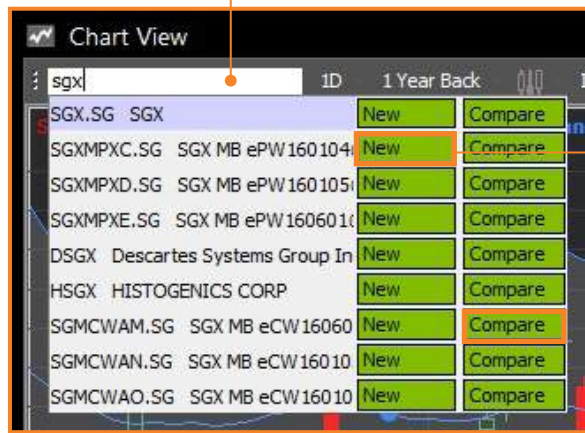 Chart View
sgx 1D 1 Year Back
SGX.SG SGX New Compare
SGXMPXC.SG SGX MB ePW160104 New Compare
SGXMPXD.SG SGX MB ePW160105 New Compare
SGXMPXE.SG SGX MB ePW160601 New Compare
DSGX Descartes Systems Group In New Compare
HSGX HISTOGENICS CORP New Compare
SGMCWAM.SG SGX MB eCW16060 New Compare
SGMCWAN.SG SGX MB eCW16010 New Compare
SGMCWAO.SG SGX MB eCW16010 New Compare